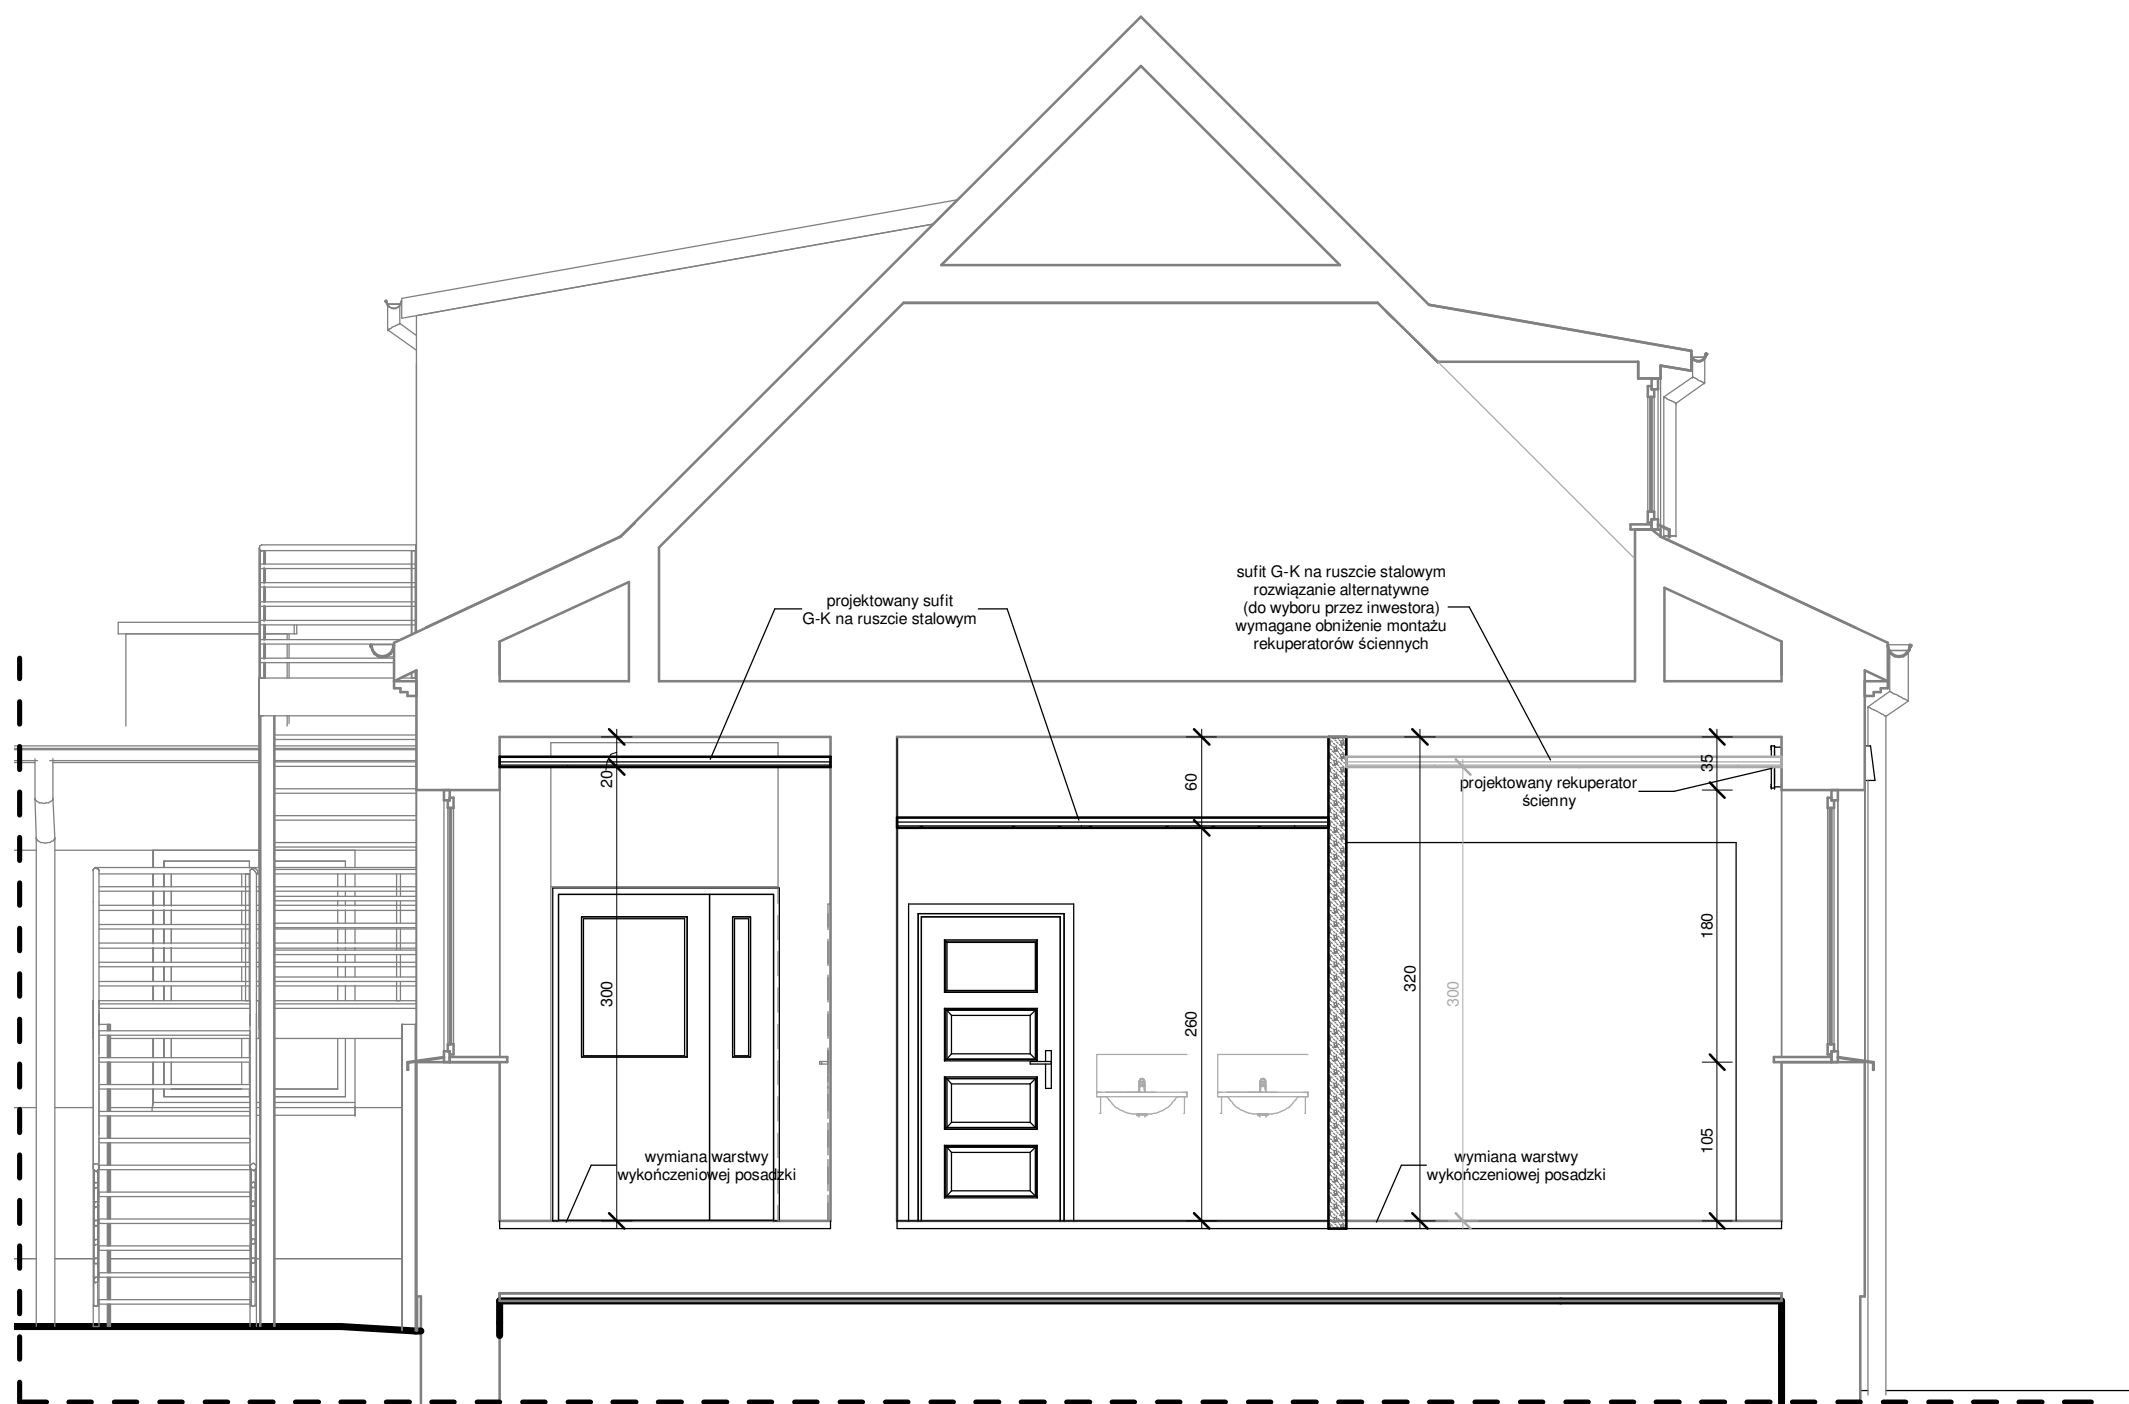 sufit G-K na ruszcie stalowym
rozwiązanie alternatywne
(do wyboru przez inwestora)
wymagane obniżenie montażu
rekuperatorów ściennych
projektowany sufit
G-K na ruszcie stalowym
20
60
35
projektowany rekuperator
ścienny
180
300
320
300
260
105
wymiana warstwy
wykończeniowej posadzki
wymiana warstwy
wykończeniowej posadzki